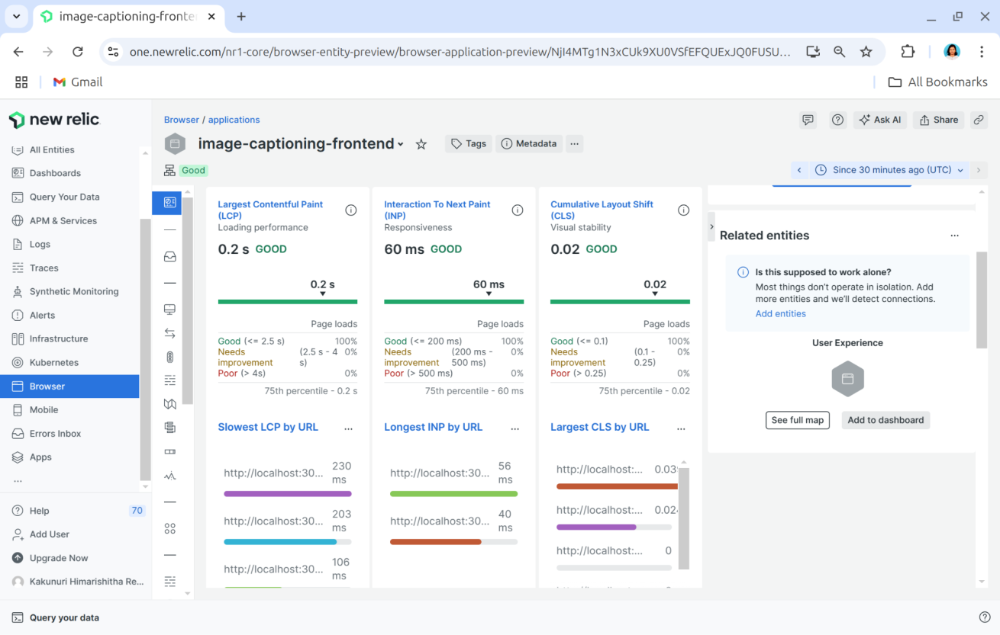 image-captioning-fronte
one.newrelic.com/nr1-core/browser-entity-preview/browser-application-preview/NjI4MTg1N3xCUk9XU0VSfEFQUExJQ0FUSU...
Gmail
All Bookmarks
new relic
All Entities
Dashboards
Query Your Data
APM & Services
Logs
Traces
Synthetic Monitoring
Alerts
Infrastructure
Kubernetes
Browser
Mobile
Errors Inbox
Apps
...
Help 70
Add User
Upgrade Now
Kakunuri Himarishitha Re...
Browser / applications
Ask AI
Share
image-captioning-frontend
Tags
Metadata
...
Good
Since 30 minutes ago (UTC)
Largest Contentful Paint
(LCP)
Loading performance
0.2 s GOOD
0.2 s
Page loads
Good (<= 2.5 s) 100%
Needs (2.5 s - 4 0%
improvement s)
Poor (> 4s) 0%
75th percentile - 0.2 s
Slowest LCP by URL ...
http://localhost:30... 230
ms
http://localhost:30... 203
ms
http://localhost:30... 106
ms
Interaction To Next Paint
(INP)
Responsiveness
60 ms GOOD
60 ms
Page loads
Good (<= 200 ms) 100%
Needs (200 ms - 0%
improvement 500 ms)
Poor (> 500 ms) 0%
75th percentile - 60 ms
Longest INP by URL ...
http://localhost:30... 56
ms
http://localhost:30... 40
ms
Cumulative Layout Shift
(CLS)
Visual stability
0.02 GOOD
0.02
Page loads
Good (<= 0.1) 100%
Needs (0.1 - 0%
improvement 0.25)
Poor (> 0.25) 0%
75th percentile - 0.02
Largest CLS by URL ...
http://localhost:...
http://localhost:...
http://localhost:... 0
Related entities ...
Is this supposed to work alone?
Most things don't operate in isolation. Add
more entities and we'll detect connections.
Add entities
User Experience
See full map
Add to dashboard
Query your data